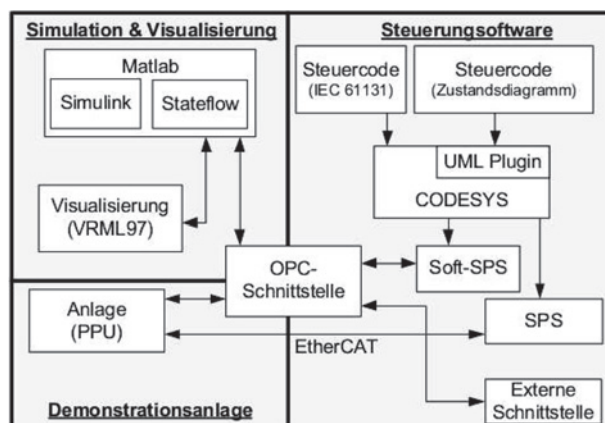 Simulation & Visualisierung
Matlab
Simulink
Stateflow
Visualisierung
(VRML97)
Steuerungsoftware
Steuercode
(IEC 61131)
Steuercode
(Zustandsdiagramm)
UML Plugin
CODESYS
OPC-
Schnittstelle
Soft-SPS
SPS
Anlage
(PPU)
EtherCAT
Externe
Schnittstelle
Demonstrationsanlage